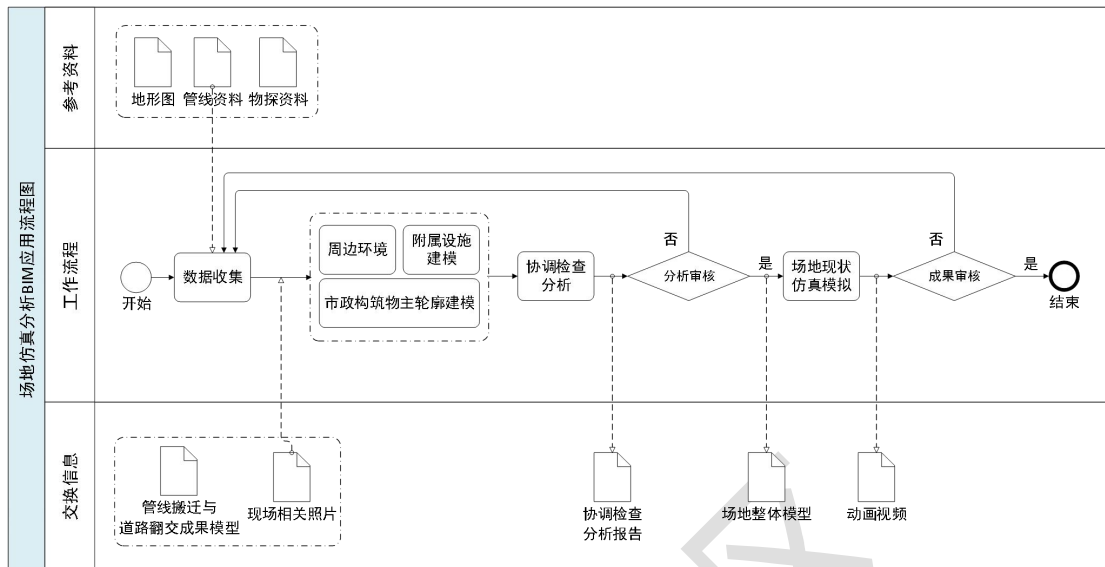 场地仿真分析BIM应用流程图
参考资料
地形图
管线资料
物探资料
工作流程
开始
数据收集
周边环境
附属设施
建模
市政构筑物主轮廓建模
协调检查
分析
否
分析审核
是
场地现状
仿真模拟
否
成果审核
是
结束
交换信息
管线搬迁与
道路翻交成果模型
现场相关照片
协调检查
分析报告
场地整体模型
动画视频